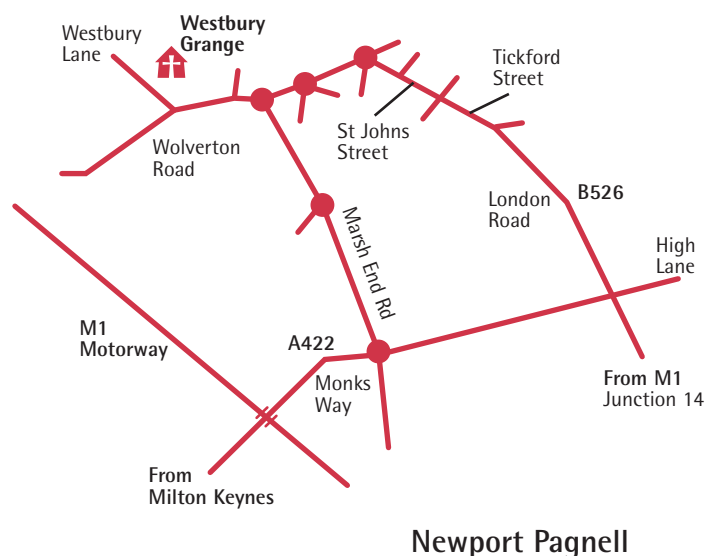 Westbury
Grange
Westbury
Lane
Tickford
Street
St Johns
Street
Wolverton
Road
B526
London
Road
Marsh End Rd
High
Lane
M1
Motorway
A422
Monks
Way
From M1
Junction 14
From
Milton Keynes
Newport Pagnell